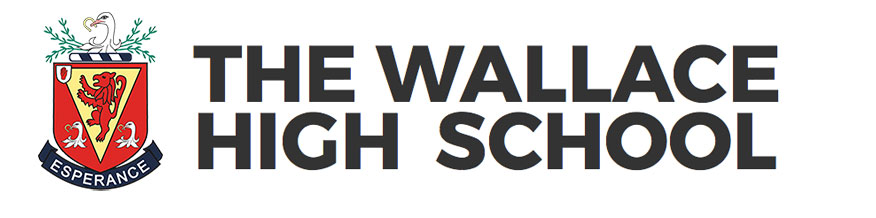 THE WALLACE
HIGH SCHOOL
ESPERANCE